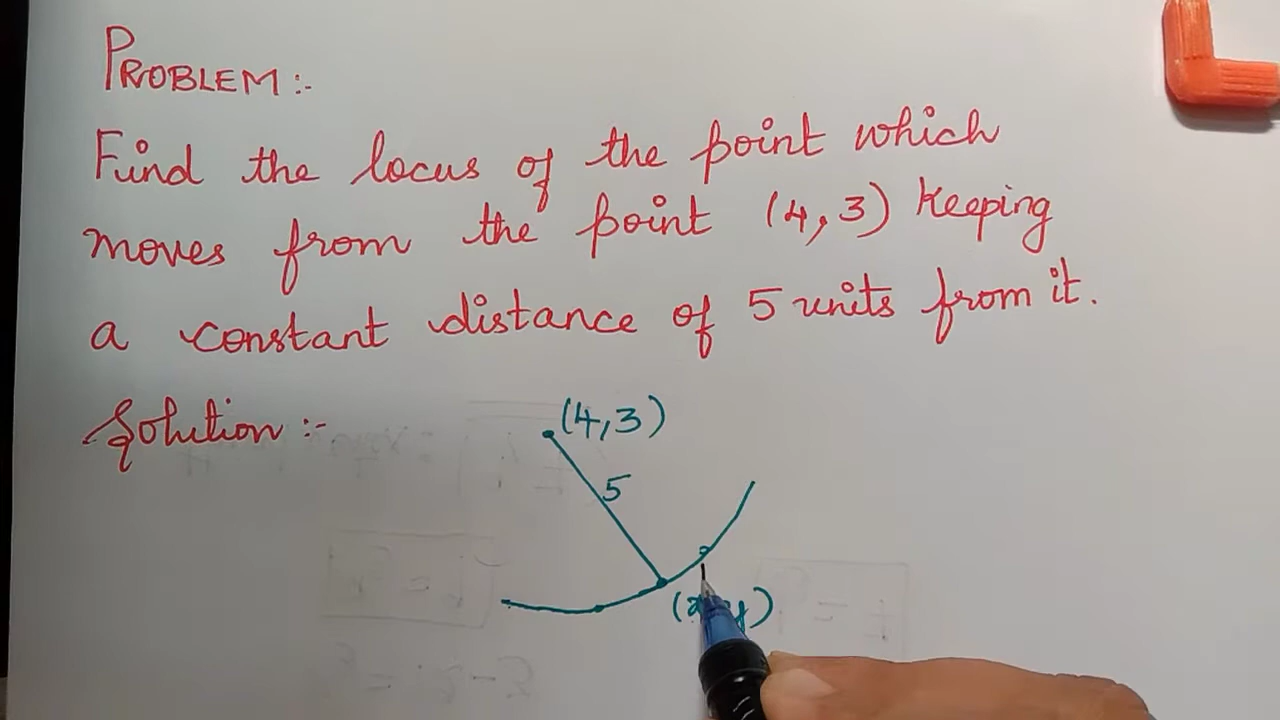 PROBLEM:-
Find the locus of the point which
moves from the point (4,3) keeping
a constant distance of 5 units from it.
Solution :-
(4,3)
5